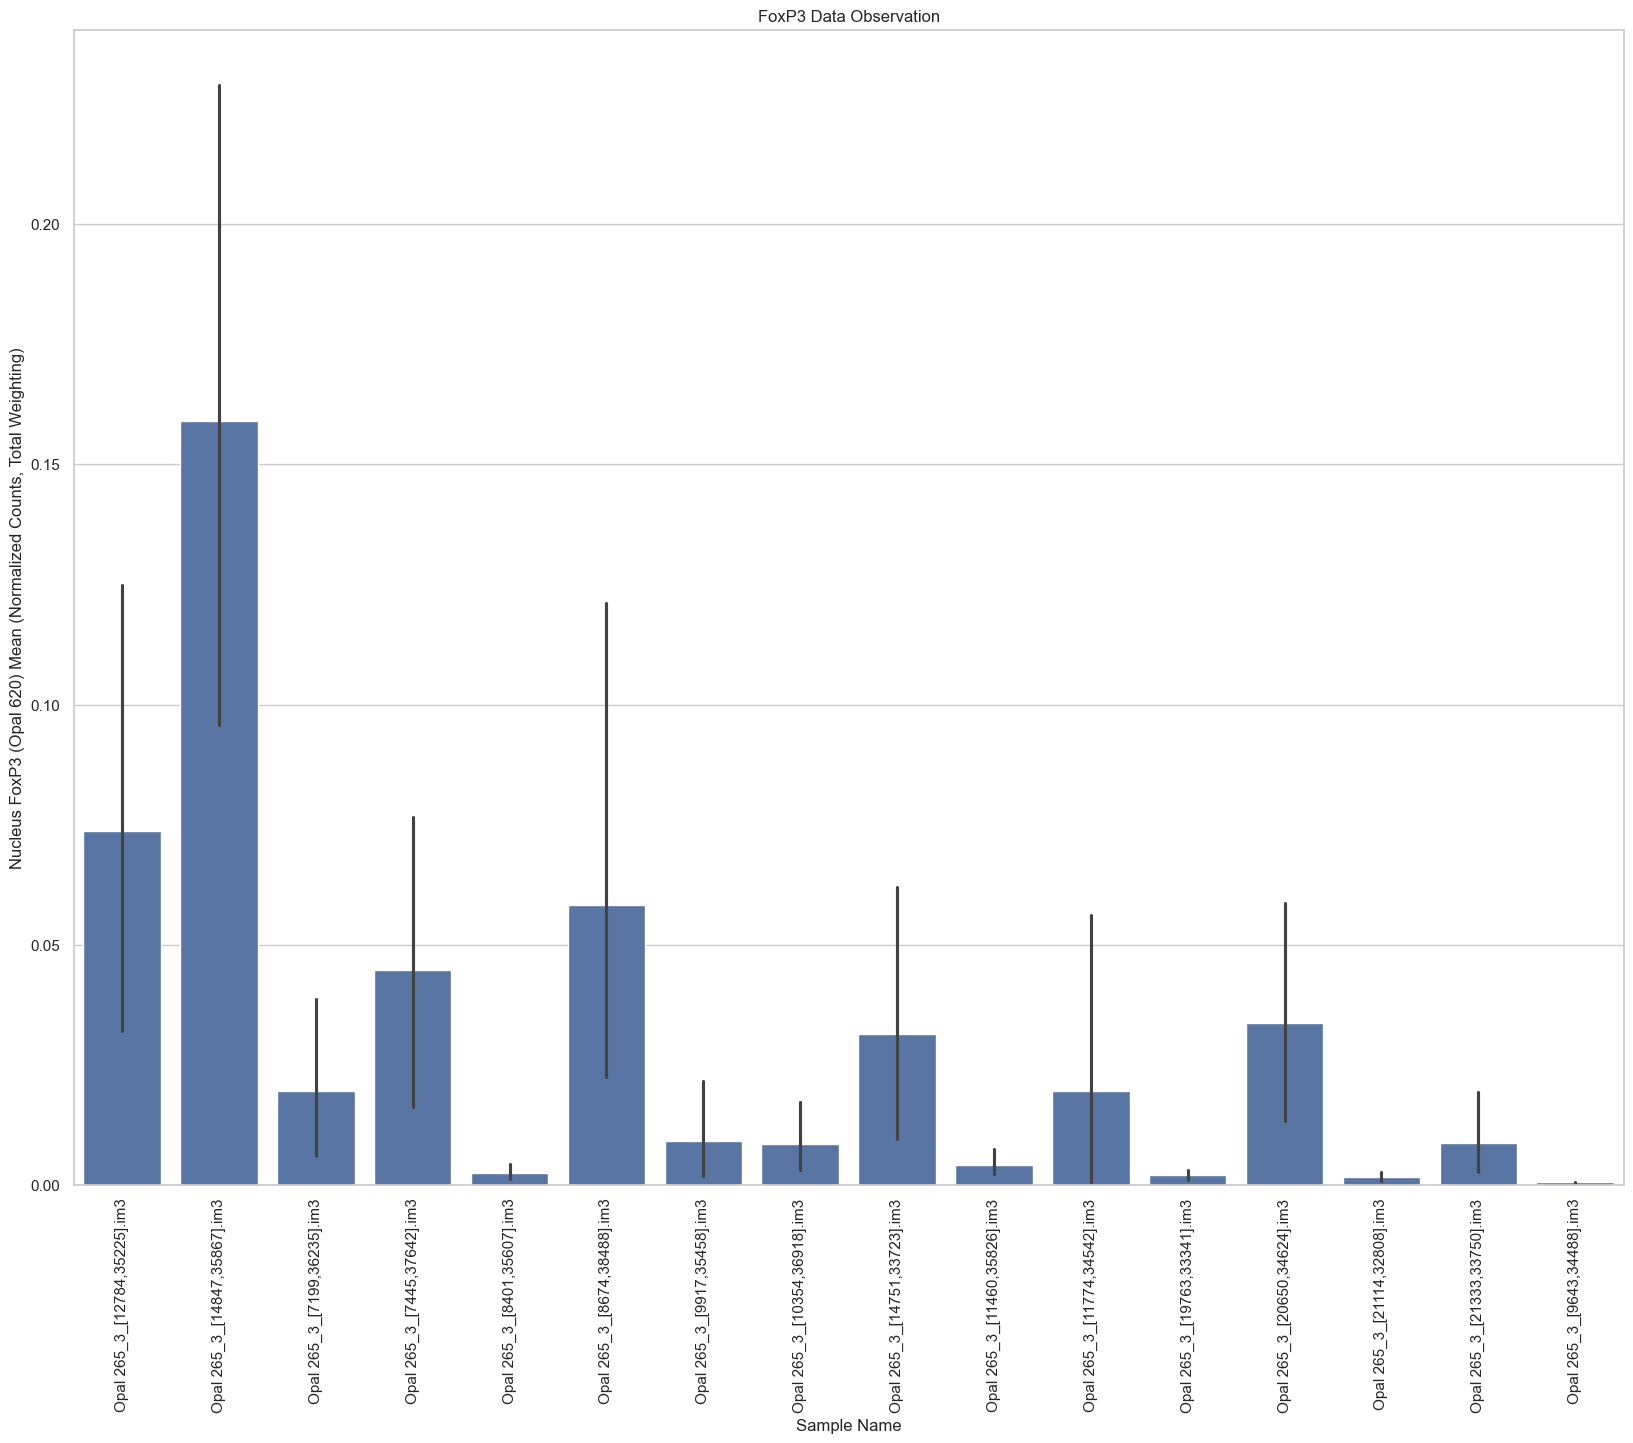 FoxP3 Data Observation
Nucleus FoxP3 (Opal 620) Mean (Normalized Counts, Total Weighting)
0.20
0.15
0.10
0.05
0.00
Opal 265_3_[12784,35225].im3
Opal 265_3_[14847,35867].im3
Opal 265_3_[7199,36235].im3
Opal 265_3_[7445,37642].im3
Opal 265_3_[8401,35607].im3
Opal 265_3_[8674,38488].im3
Opal 265_3_[9917,35458].im3
Opal 265_3_[10354,36918].im3
Opal 265_3_[14751,33723].im3
Opal 265_3_[11460,35826].im3
Opal 265_3_[11774,34542].im3
Opal 265_3_[19763,33341].im3
Opal 265_3_[20650,34624].im3
Opal 265_3_[21114,32808].im3
Opal 265_3_[21333,33750].im3
Opal 265_3_[9643,34488].im3
Sample Name